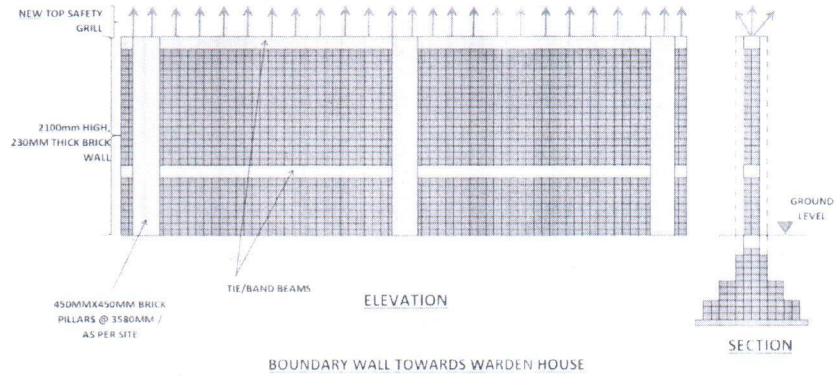 NEW TOP SAFETY
GRILL
2100mm HIGH,
230MM THICK BRICK
WALL
GROUND
LEVEL
TIE/BAND BEAMS
450MMX450MM BRICK
PILLARS @ 3580MM /
AS PER SITE
ELEVATION
SECTION
BOUNDARY WALL TOWARDS WARDEN HOUSE